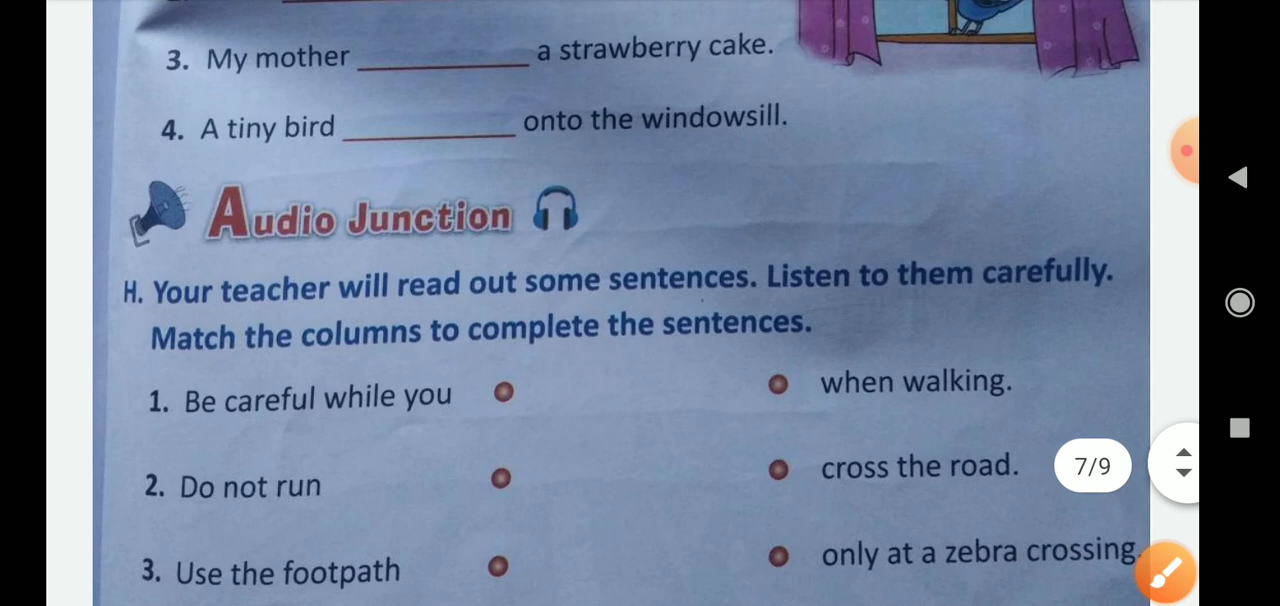 3. My mother ____________ a strawberry cake.
4. A tiny bird ____________ onto the windowsill.
Audio Junction
H. Your teacher will read out some sentences. Listen to them carefully.
Match the columns to complete the sentences.
1. Be careful while you
when walking.
2. Do not run
cross the road.
7/9
3. Use the footpath
only at a zebra crossing.